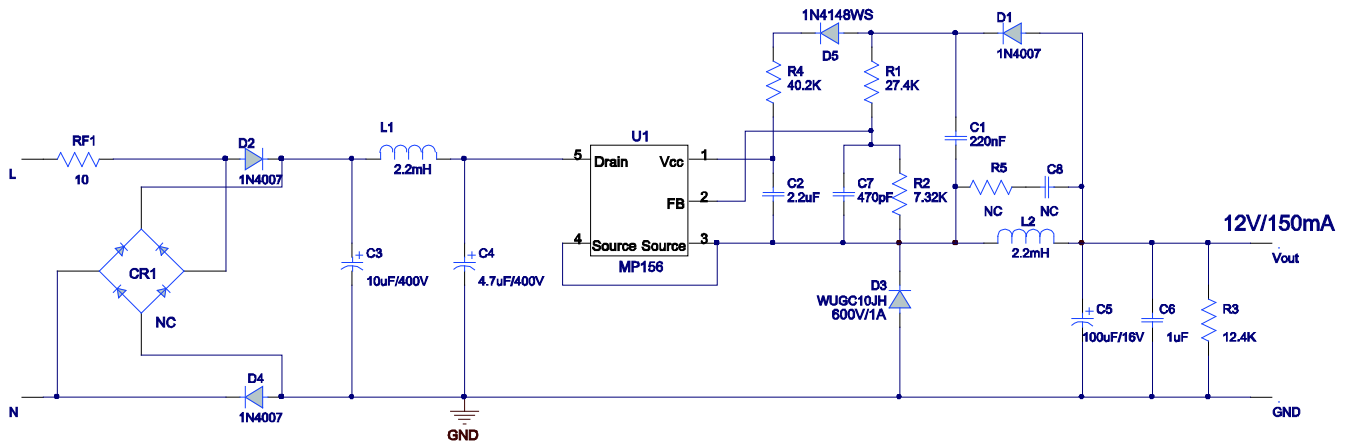 1N4148WS
D5
D1
1N4007
R4
40.2K
R1
27.4K
RF1
10
L
D2
1N4007
L1
2.2mH
U1
5
Drain
Vcc
1
FB
2
4
Source
Source
3
MP156
C1
220nF
R5
NC
C8
NC
C2
2.2uF
C7
470pF
R2
7.32K
L2
2.2mH
12V/150mA
Vout
CR1
NC
C3
10uF/400V
C4
4.7uF/400V
D3
WUGC10JH
600V/1A
C5
100uF/16V
C6
1uF
R3
12.4K
N
D4
1N4007
GND
GND